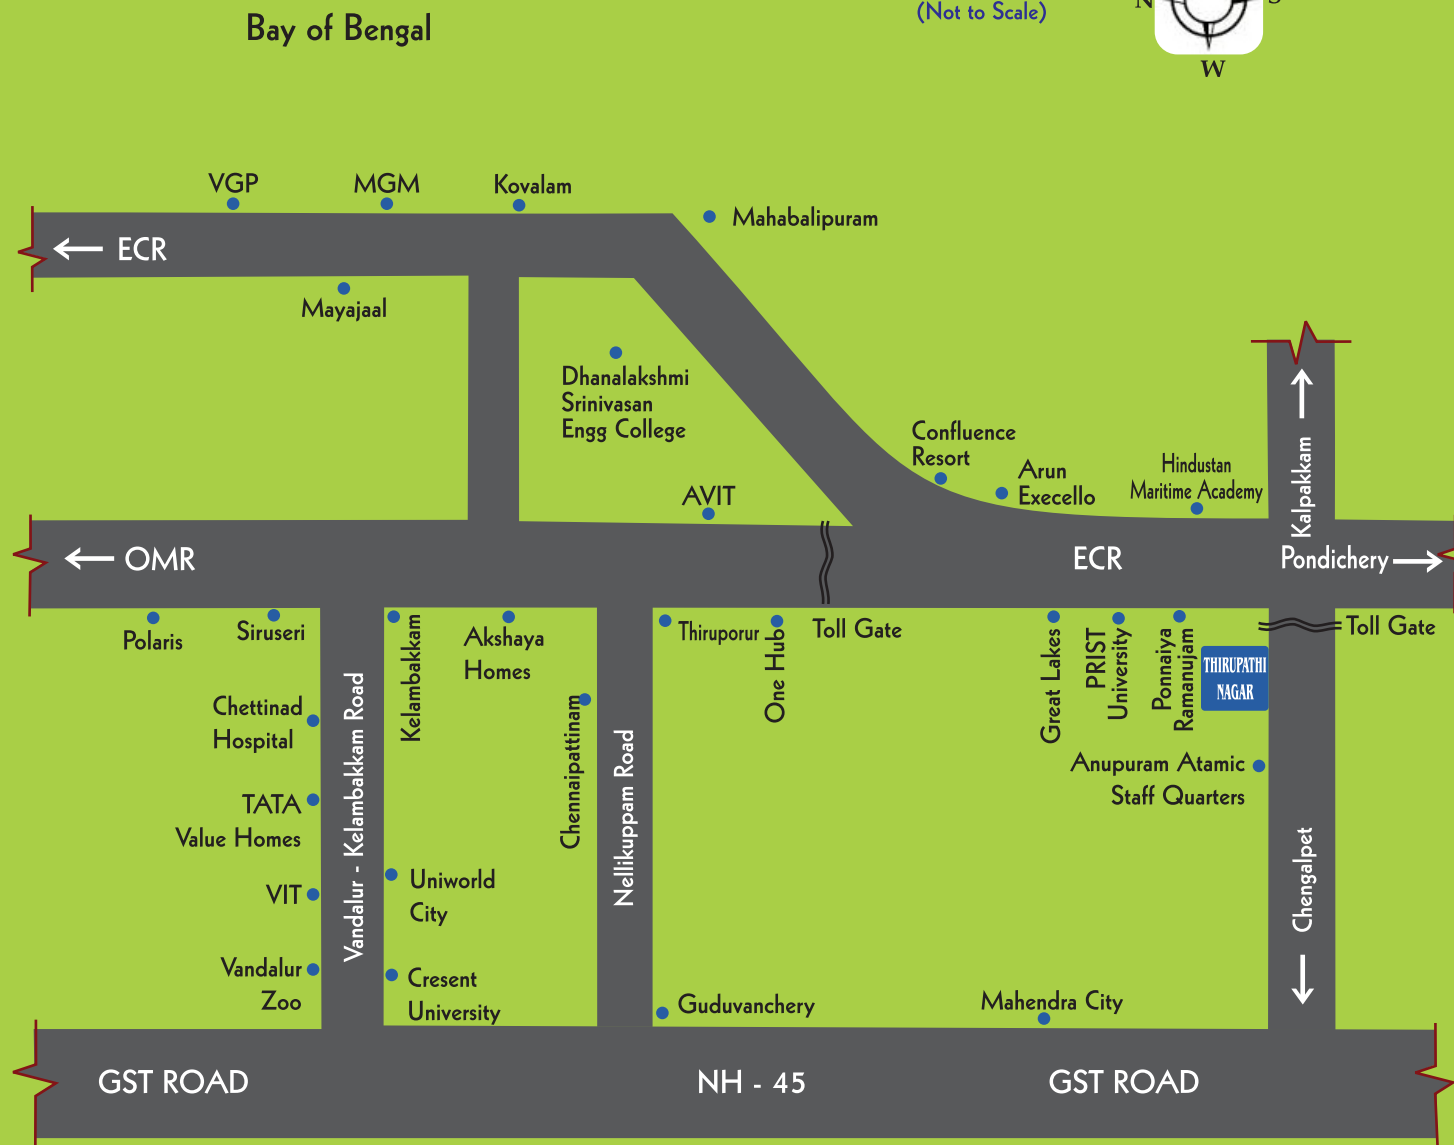 Bay of Bengal
(Not to Scale)
N
S
W
VGP
MGM
Kovalam
Mahabalipuram
ECR
Mayajaal
Dhanalakshmi
Srinivasan
Engg College
AVIT
Confluence
Resort
Arun
Execello
Hindustan
Maritime Academy
Kalpakkam
OMR
ECR
Pondichery
Polaris
Siruseri
Kelambakkam
Akshaya
Homes
Thiruporur
One Hub
Toll Gate
Great Lakes
PRIST
University
Ponnaiya
Ramanujam
THIRUPATHI
NAGAR
Toll Gate
Chettinad
Hospital
TATA
Value Homes
VIT
Vandalur
Zoo
Vandalur - Kelambakkam Road
Uniworld
City
Cresent
University
Chennaipattinam
Nellikuppam Road
Guduvanchery
Anupuram Atamic
Staff Quarters
Mahendra City
Chengalpet
GST ROAD
NH - 45
GST ROAD